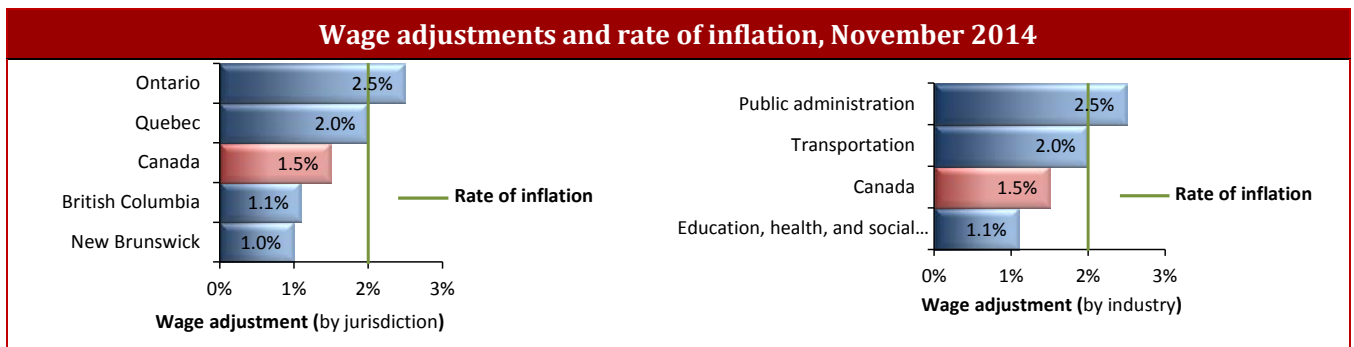 Wage adjustments and rate of inflation, November 2014
Ontario
2.5%
Quebec
2.0%
Canada
1.5%
British Columbia
1.1%
New Brunswick
1.0%
Rate of inflation
0% 1% 2% 3%
Wage adjustment (by jurisdiction)
Public administration
2.5%
Transportation
2.0%
Canada
1.5%
Education, health, and social...
1.1%
Rate of inflation
0% 1% 2% 3%
Wage adjustment (by industry)